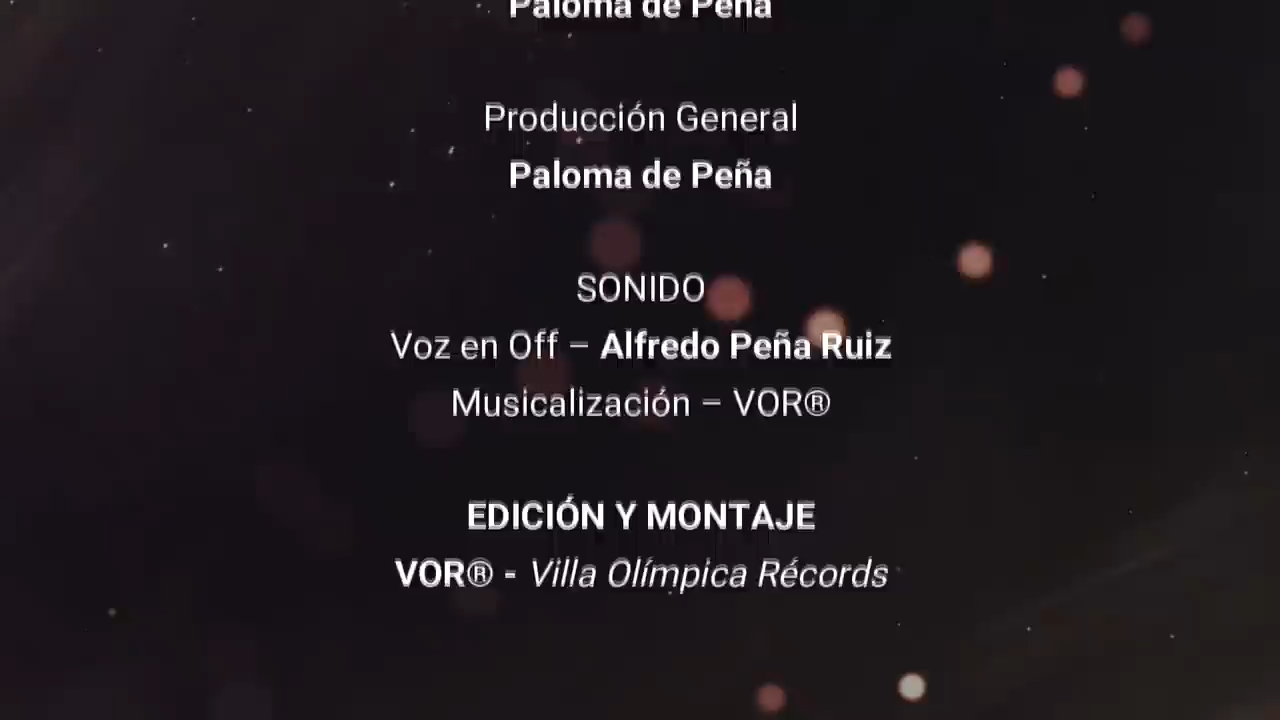 Paloma de Peña
Producción General
Paloma de Peña
SONIDO
Voz en Off – Alfredo Peña Ruiz
Musicalización – VOR®
EDICIÓN Y MONTAJE
VOR® - Villa Olímpica Récords